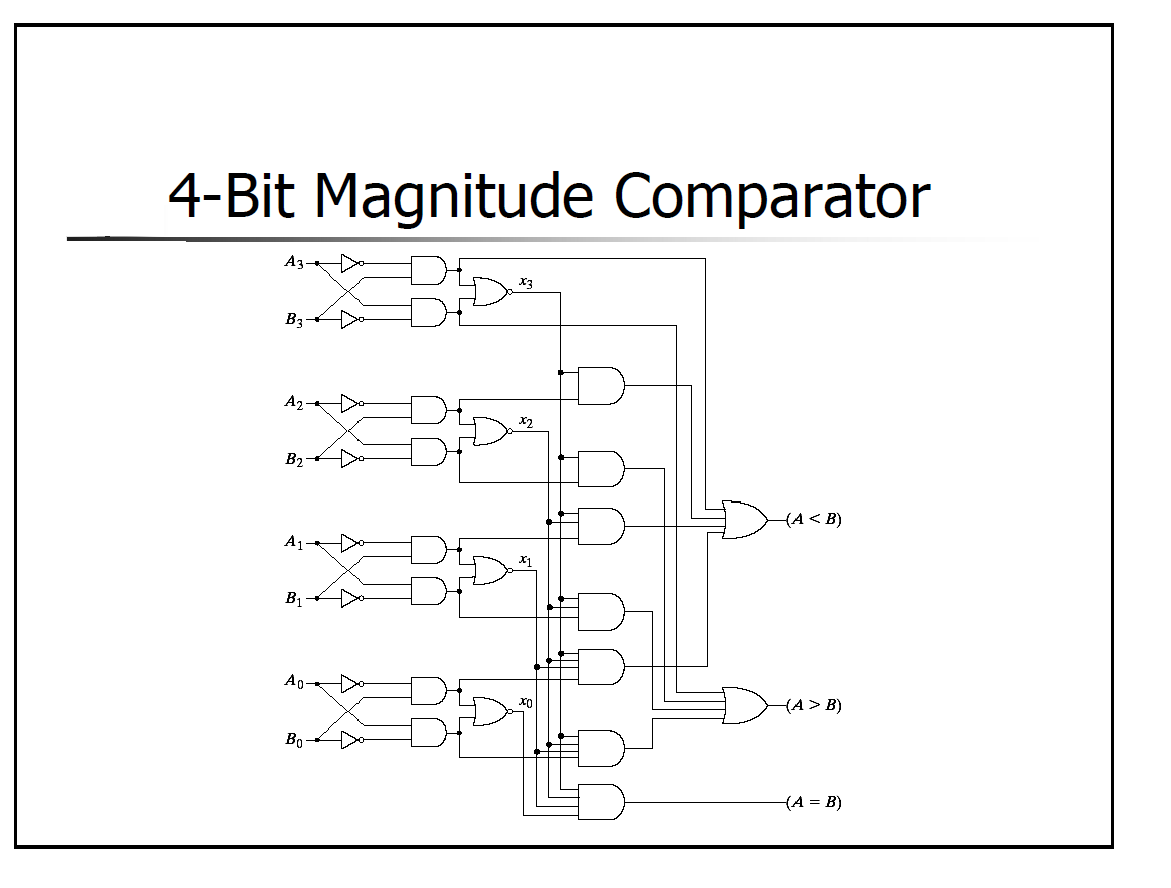 4-Bit Magnitude Comparator
A₃
x₃
B₃
A₂
x₂
B₂
(A < B)
A₁
x₁
B₁
A₀
x₀
(A > B)
B₀
(A = B)